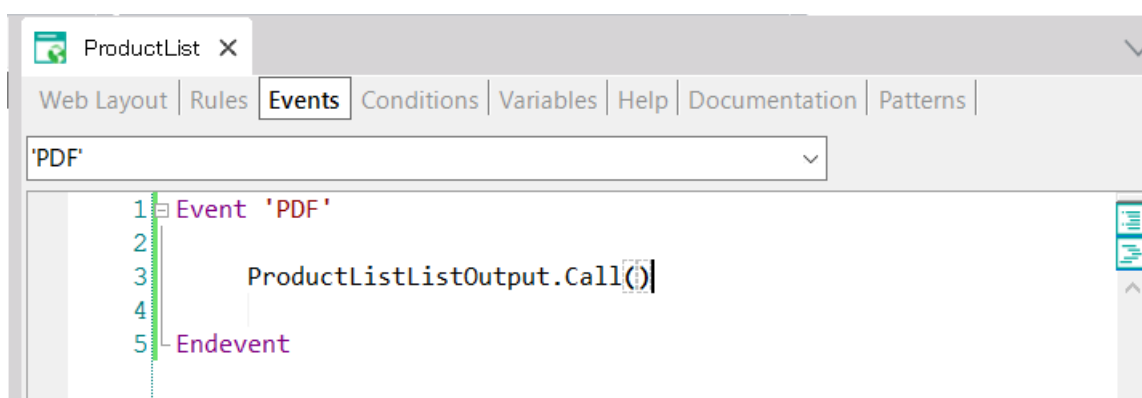 ProductList
Web Layout Rules Events Conditions Variables Help Documentation Patterns
'PDF'
1 Event 'PDF'
2
3 ProductListListOutput.Call()
4
5 Endevent